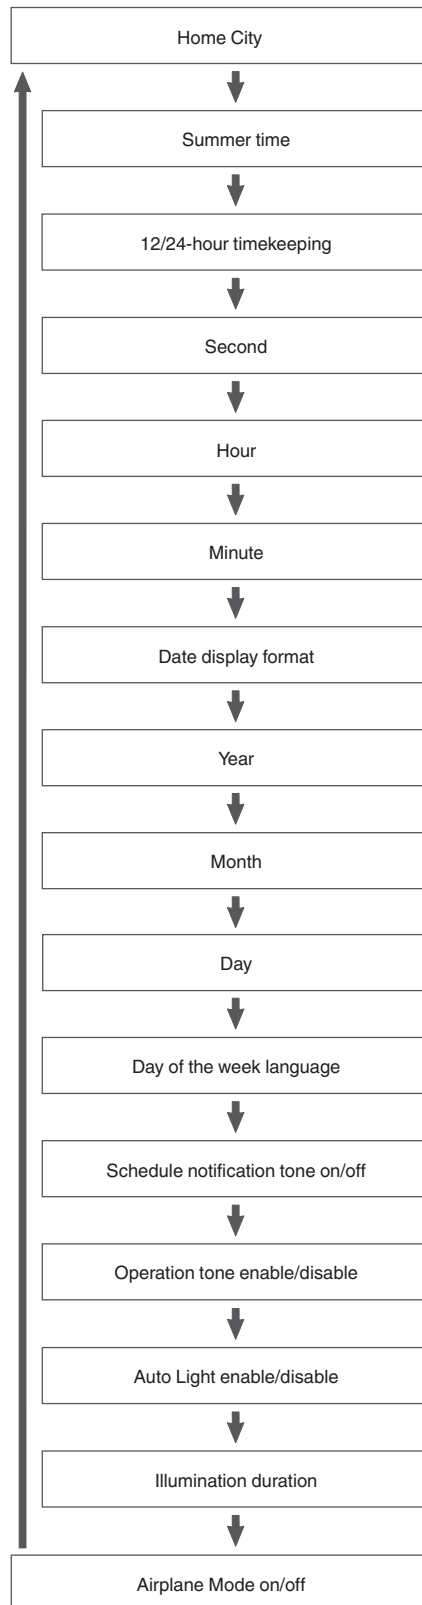 Home City
Summer time
12/24-hour timekeeping
Second
Hour
Minute
Date display format
Year
Month
Day
Day of the week language
Schedule notification tone on/off
Operation tone enable/disable
Auto Light enable/disable
Illumination duration
Airplane Mode on/off